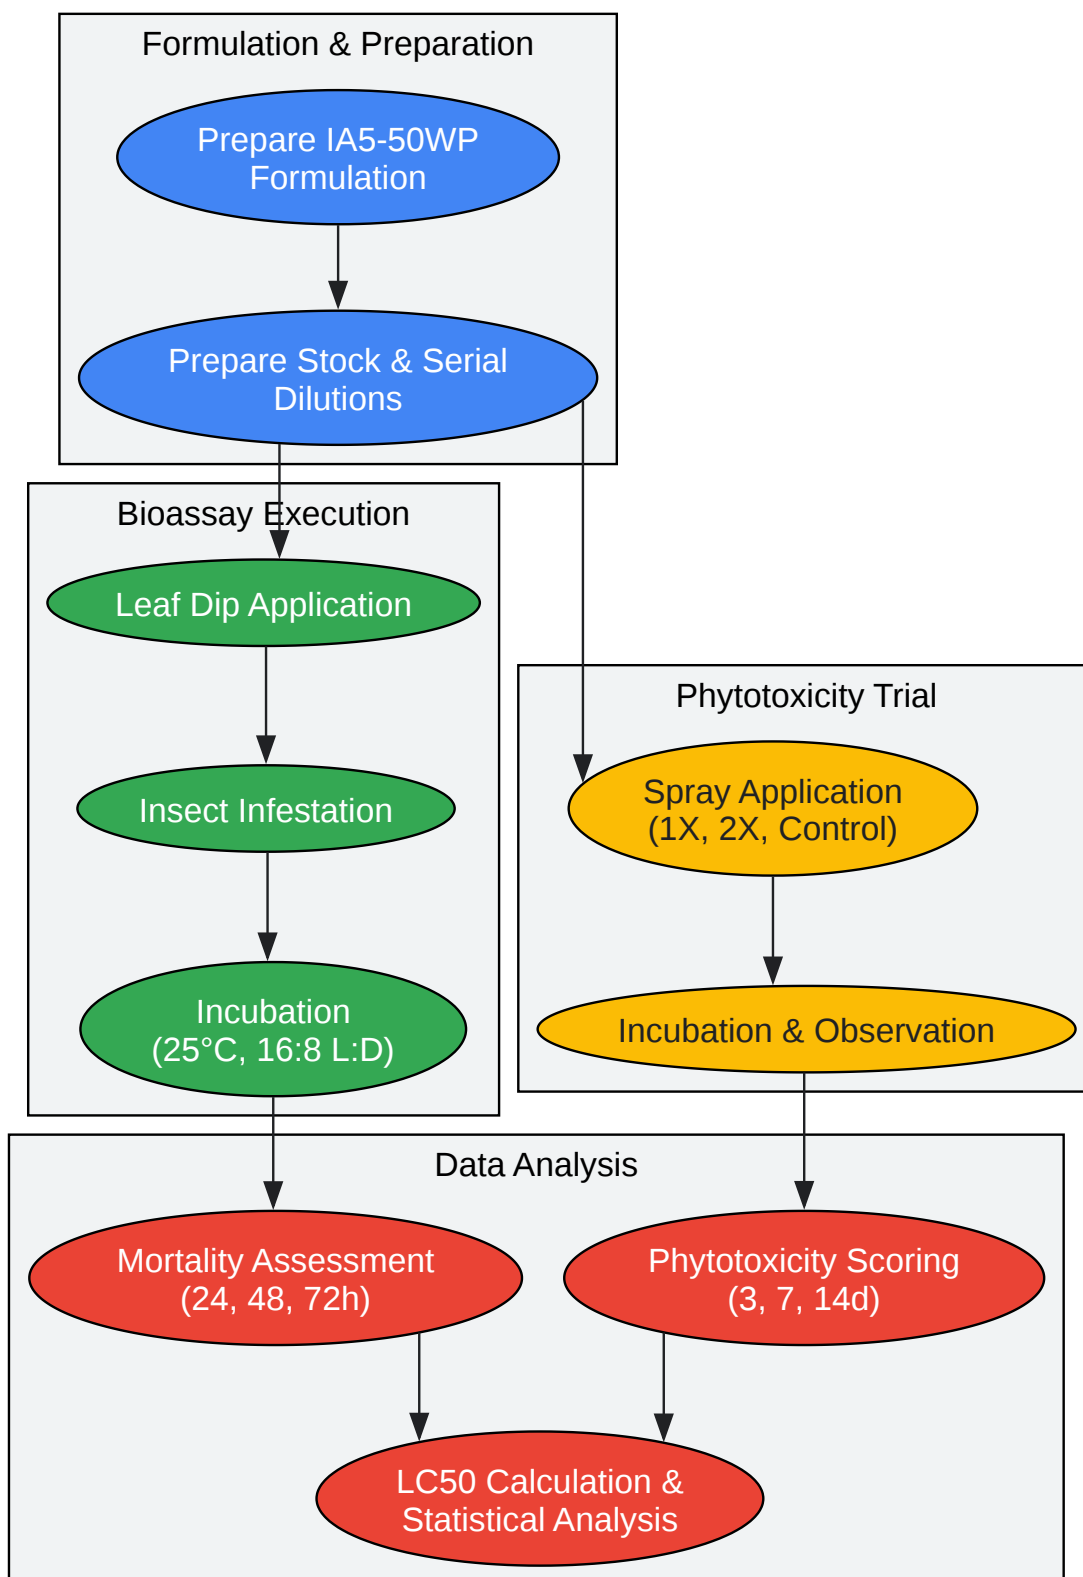 Formulation & Preparation
Prepare IA5-50WP
Formulation
Prepare Stock & Serial
Dilutions
Bioassay Execution
Leaf Dip Application
Insect Infestation
Incubation
(25°C, 16:8 L:D)
Phytotoxicity Trial
Spray Application
(1X, 2X, Control)
Incubation & Observation
Data Analysis
Mortality Assessment
(24, 48, 72h)
Phytotoxicity Scoring
(3, 7, 14d)
LC50 Calculation &
Statistical Analysis